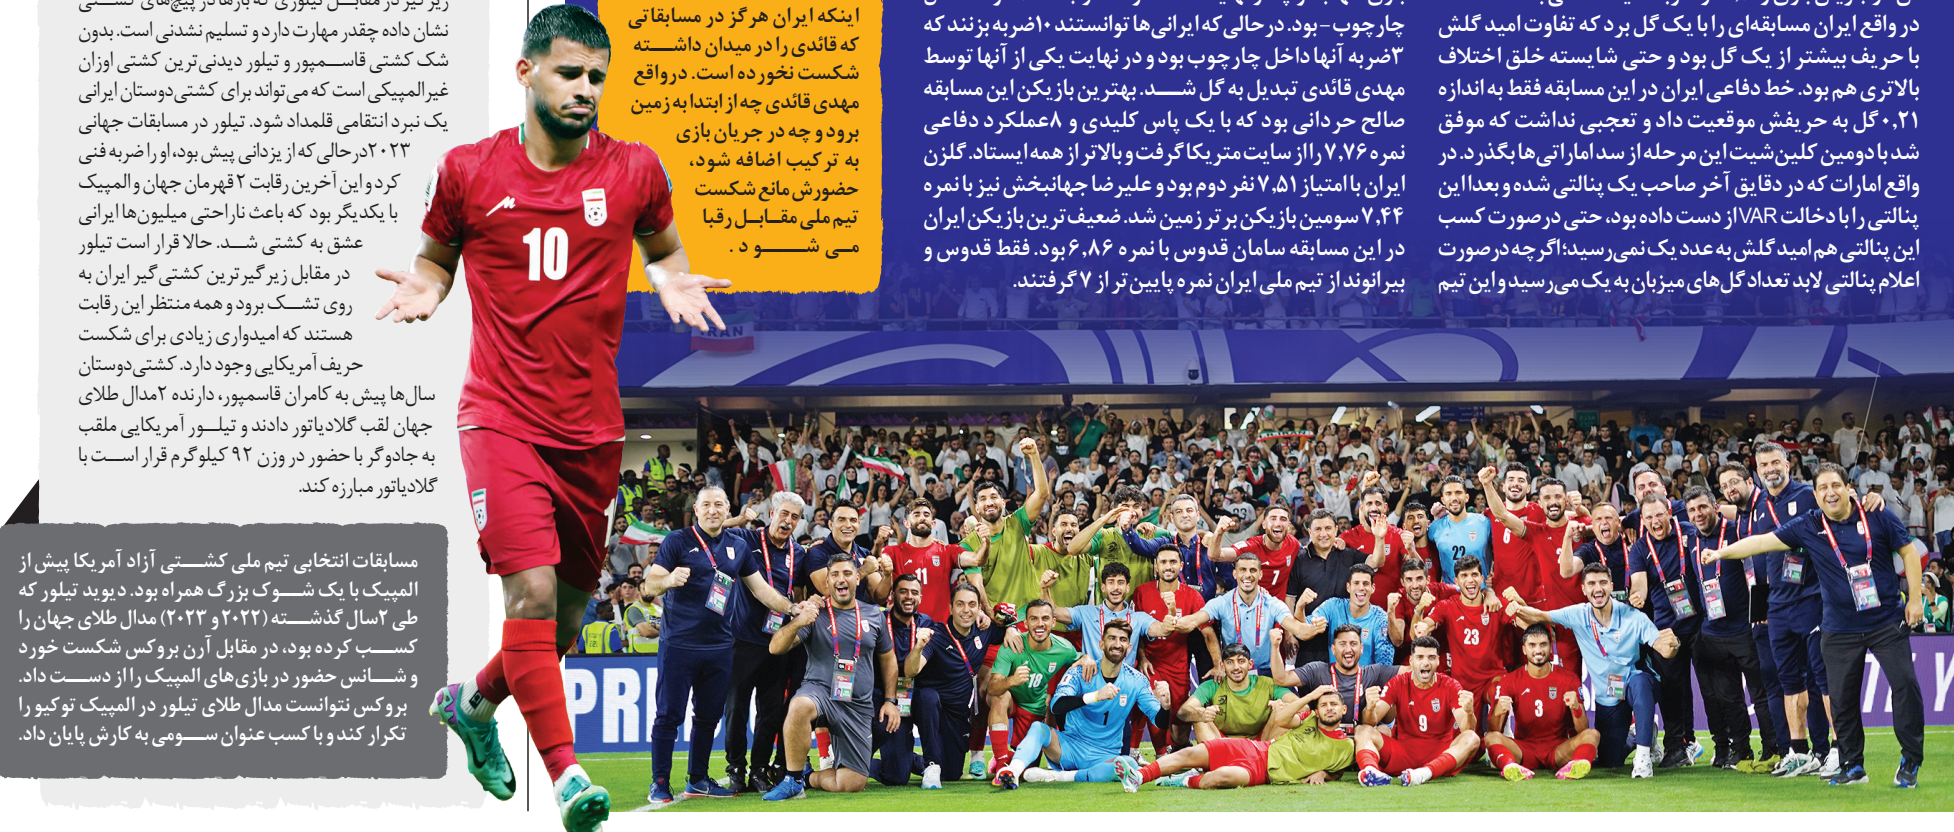 در واقع ایران مسابقه‌ای را با یک گل برد که تفاوت امید گلش
با حریف بیشتر از یک گل بود و حتی شایسته خلق اختلاف
بالاتری هم بود. خط دفاعی ایران در این مسابقه فقط به اندازه
۰,۲۱ گل به حریفش موقعیت داد و تعجبی نداشت که موفق
شد با دومین کلین‌شیت این مرحله از سد اماراتی‌ها بگذرد. در
واقع امارات که در دقایق آخر صاحب یک پنالتی شده و بعدا این
پنالتی را با دخالت VAR از دست داده بود، حتی درصورت کسب
این پنالتی هم امید گلش به عدد یک نمی‌رسید؛ اگرچه درصورت
اعلام پنالتی لابد تعداد گل‌های میزبان به یک می‌رسید و این تیم
چارچوب- بود. درحالی‌که ایرانی‌ها توانستند ۱۰ضربه بزنند که
۳ضربه آنها داخل چارچوب بود و در نهایت یکی از آنها توسط
مهدی قائدی تبدیل به گل شد. بهترین بازیکن این مسابقه
صالح حردانی بود که با یک پاس کلیدی و ۸عملکرد دفاعی
نمره ۷,۷۶ را از سایت متریکا گرفت و بالاتر از همه ایستاد. گلزن
ایران با امتیاز ۷,۵۱ نفر دوم بود و علیرضا جهانبخش نیز با نمره
۷,۴۴ سومین بازیکن برتر زمین شد. ضعیف‌ترین بازیکن ایران
در این مسابقه سامان قدوس با نمره ۶,۸۶ بود. فقط قدوس و
بیرانوند از تیم ملی ایران نمره پایین‌تر از ۷ گرفتند.
اینکه ایران هرگز در مسابقاتی
که قائدی را در میدان داشته
شکست نخورده است. درواقع
مهدی قائدی چه از ابتدا به زمین
برود و چه در جریان بازی
به ترکیب اضافه شود،
حضورش مانع شکست
تیم ملی مقابل رقبا
می شود.
نشان داده چقدر مهارت دارد و تسلیم نشدنی است. بدون
شک کشتی قاسمپور و تیلور دیدنی‌ترین کشتی اوزان
غیرالمپیکی است که می‌تواند برای کشتی‌دوستان ایرانی
یک نبرد انتقامی قلمداد شود. تیلور در مسابقات جهانی
۲۰۲۳درحالی‌که از یزدانی پیش بود، او را ضربه فنی
کرد و این آخرین رقابت ۲ قهرمان جهان و المپیک
با یکدیگر بود که باعث ناراحتی میلیون‌ها ایرانی
عشق به کشتی شد. حالا قرار است تیلور
در مقابل زیرگیرترین کشتی‌گیر ایران به
روی تشک برود و همه منتظر این رقابت
هستند که امیدواری زیادی برای شکست
حریف آمریکایی وجود دارد. کشتی‌دوستان
سال‌ها پیش به کامران قاسمپور، دارنده ۲مدال طلای
جهان لقب گلادیاتور دادند و تیلور آمریکایی ملقب
به جادوگر با حضور در وزن ۹۲ کیلوگرم قرار است با
گلادیاتور مبارزه کند.
مسابقات انتخابی تیم ملی کشتی آزاد آمریکا پیش از
المپیک با یک شوک بزرگ همراه بود. دیوید تیلور که
طی ۲سال گذشته (۲۰۲۲ و ۲۰۲۳) مدال طلای جهان را
کسب کرده بود، در مقابل آرن بروکس شکست خورد
و شانس حضور در بازی‌های المپیک را از دست داد.
بروکس نتوانست مدال طلای تیلور در المپیک توکیو را
تکرار کند و با کسب عنوان سومی به کارش پایان داد.
10
IRAN
11
7
22
6
23
18
1
9
3